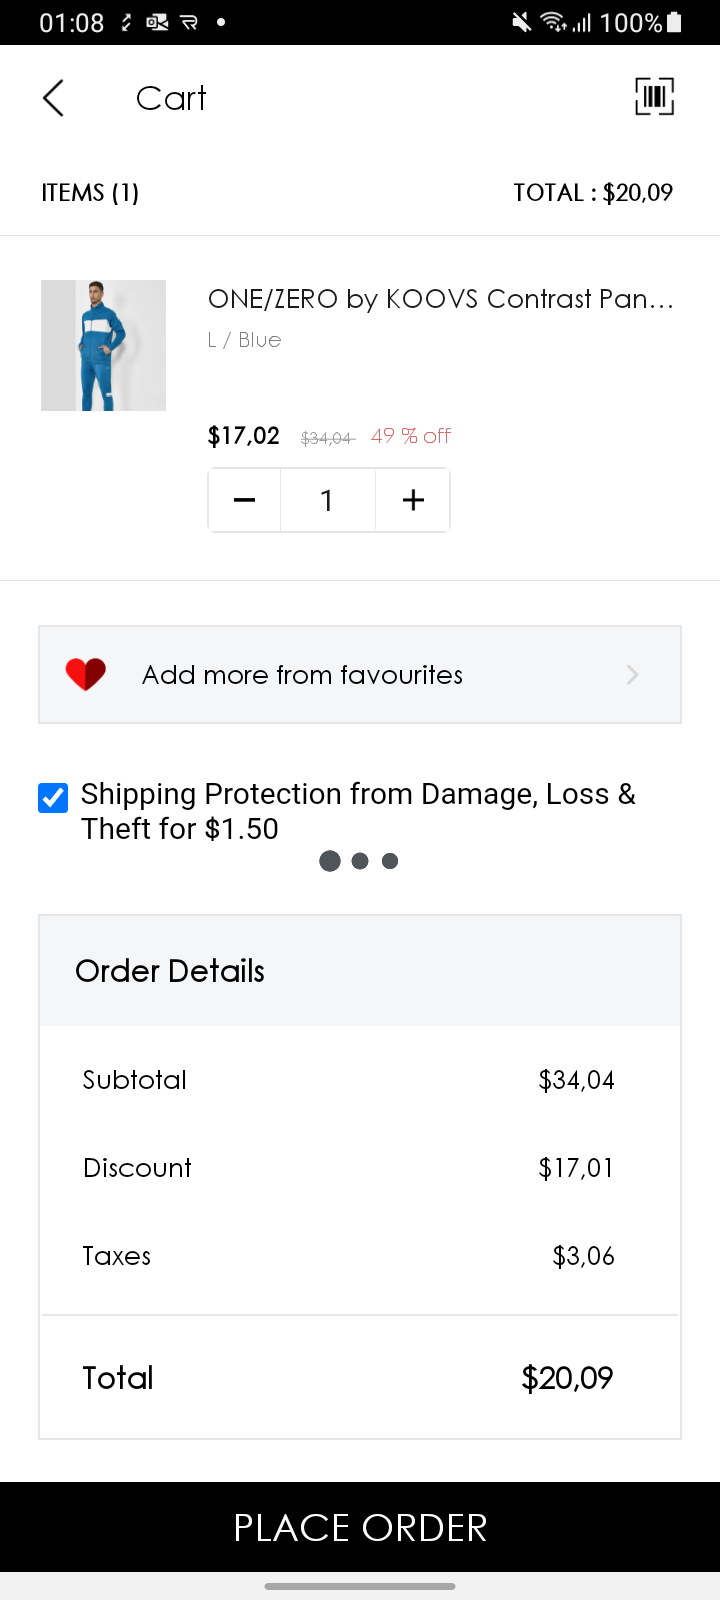 01:08
100%
Cart
ITEMS (1)
TOTAL : $20,09
ONE/ZERO by KOOVS Contrast Pan...
L / Blue
$17,02 $34,04 49 % off
1
Add more from favourites
Shipping Protection from Damage, Loss &
Theft for $1.50
Order Details
Subtotal $34,04
Discount $17,01
Taxes $3,06
Total $20,09
PLACE ORDER